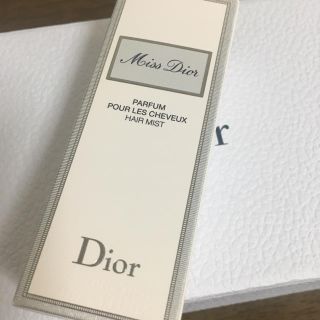 Miss Dior
PARFUM
POUR LES CHEVEUX
HAIR MIST
Dior